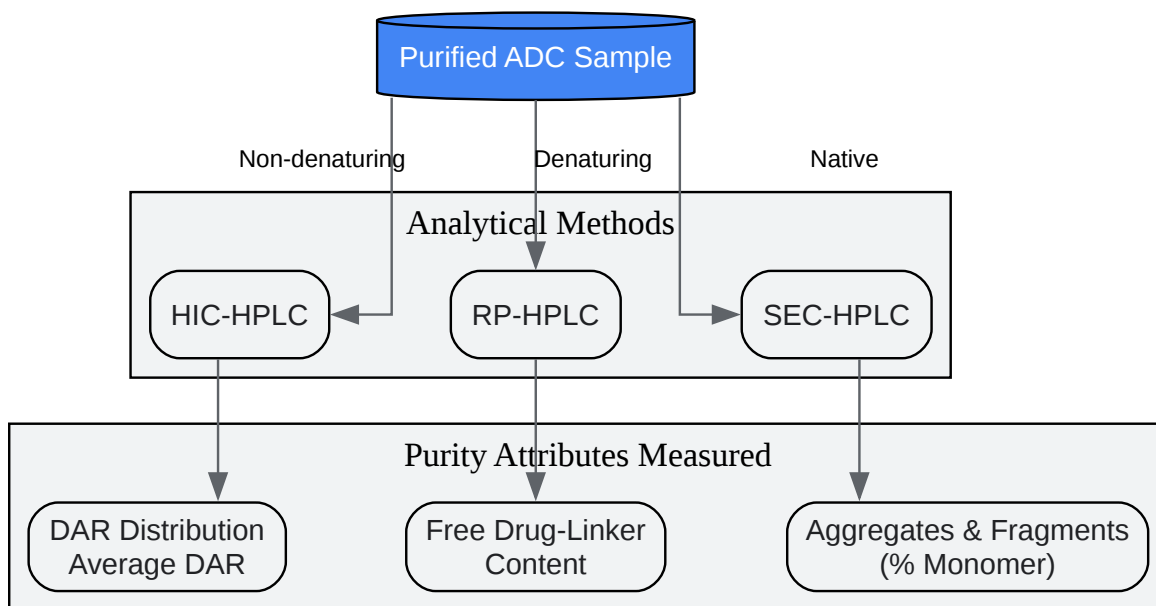 Purified ADC Sample
Non-denaturing
Denaturing
Native
Analytical Methods
HIC-HPLC
RP-HPLC
SEC-HPLC
Purity Attributes Measured
DAR Distribution
Average DAR
Free Drug-Linker
Content
Aggregates & Fragments
(% Monomer)